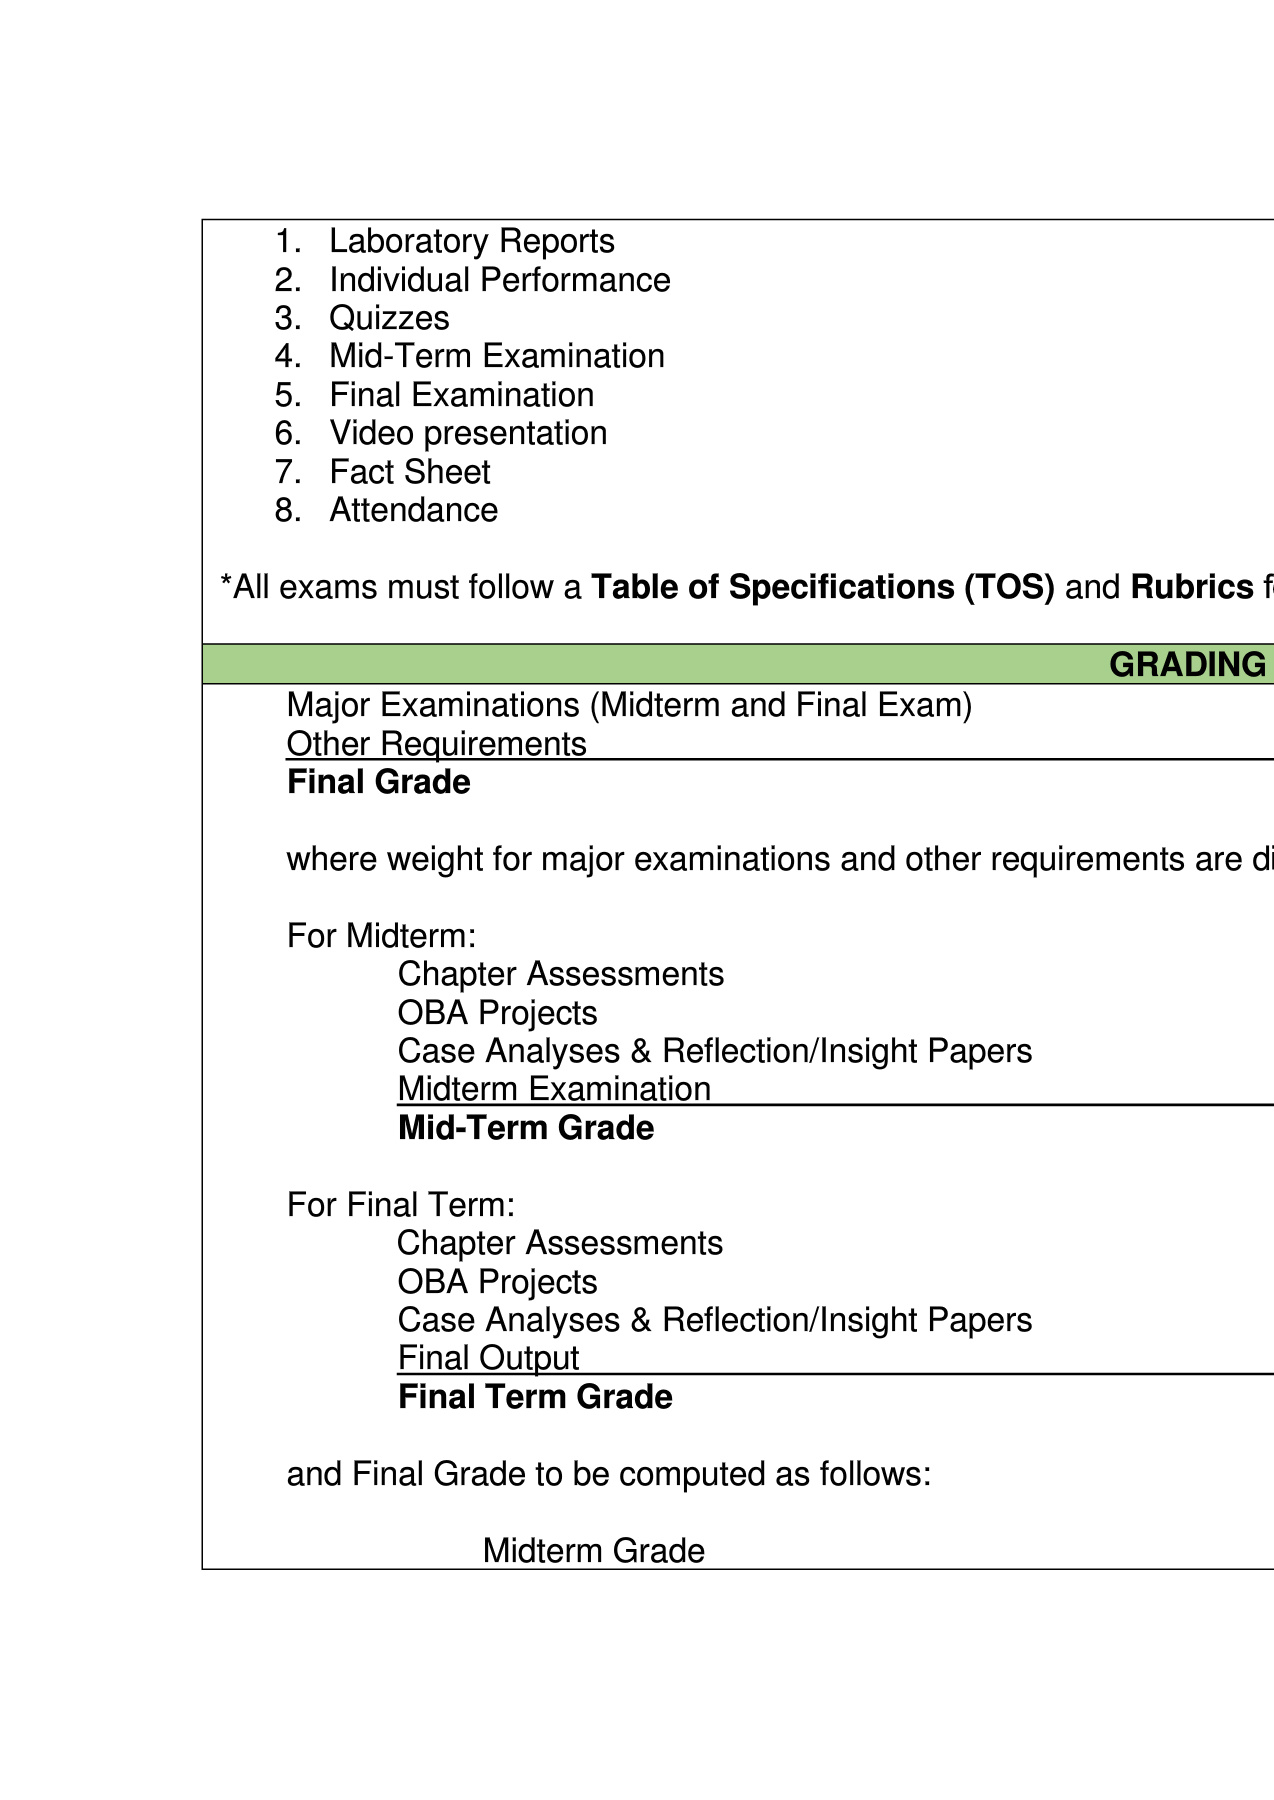 1. Laboratory Reports
2. Individual Performance
3. Quizzes
4. Mid-Term Examination
5. Final Examination
6. Video presentation
7. Fact Sheet
8. Attendance
*All exams must follow a Table of Specifications (TOS) and Rubrics
GRADING
Major Examinations (Midterm and Final Exam)
Other Requirements
Final Grade
where weight for major examinations and other requirements are
For Midterm:
Chapter Assessments
OBA Projects
Case Analyses & Reflection/Insight Papers
Midterm Examination
Mid-Term Grade
For Final Term:
Chapter Assessments
OBA Projects
Case Analyses & Reflection/Insight Papers
Final Output
Final Term Grade
and Final Grade to be computed as follows:
Midterm Grade